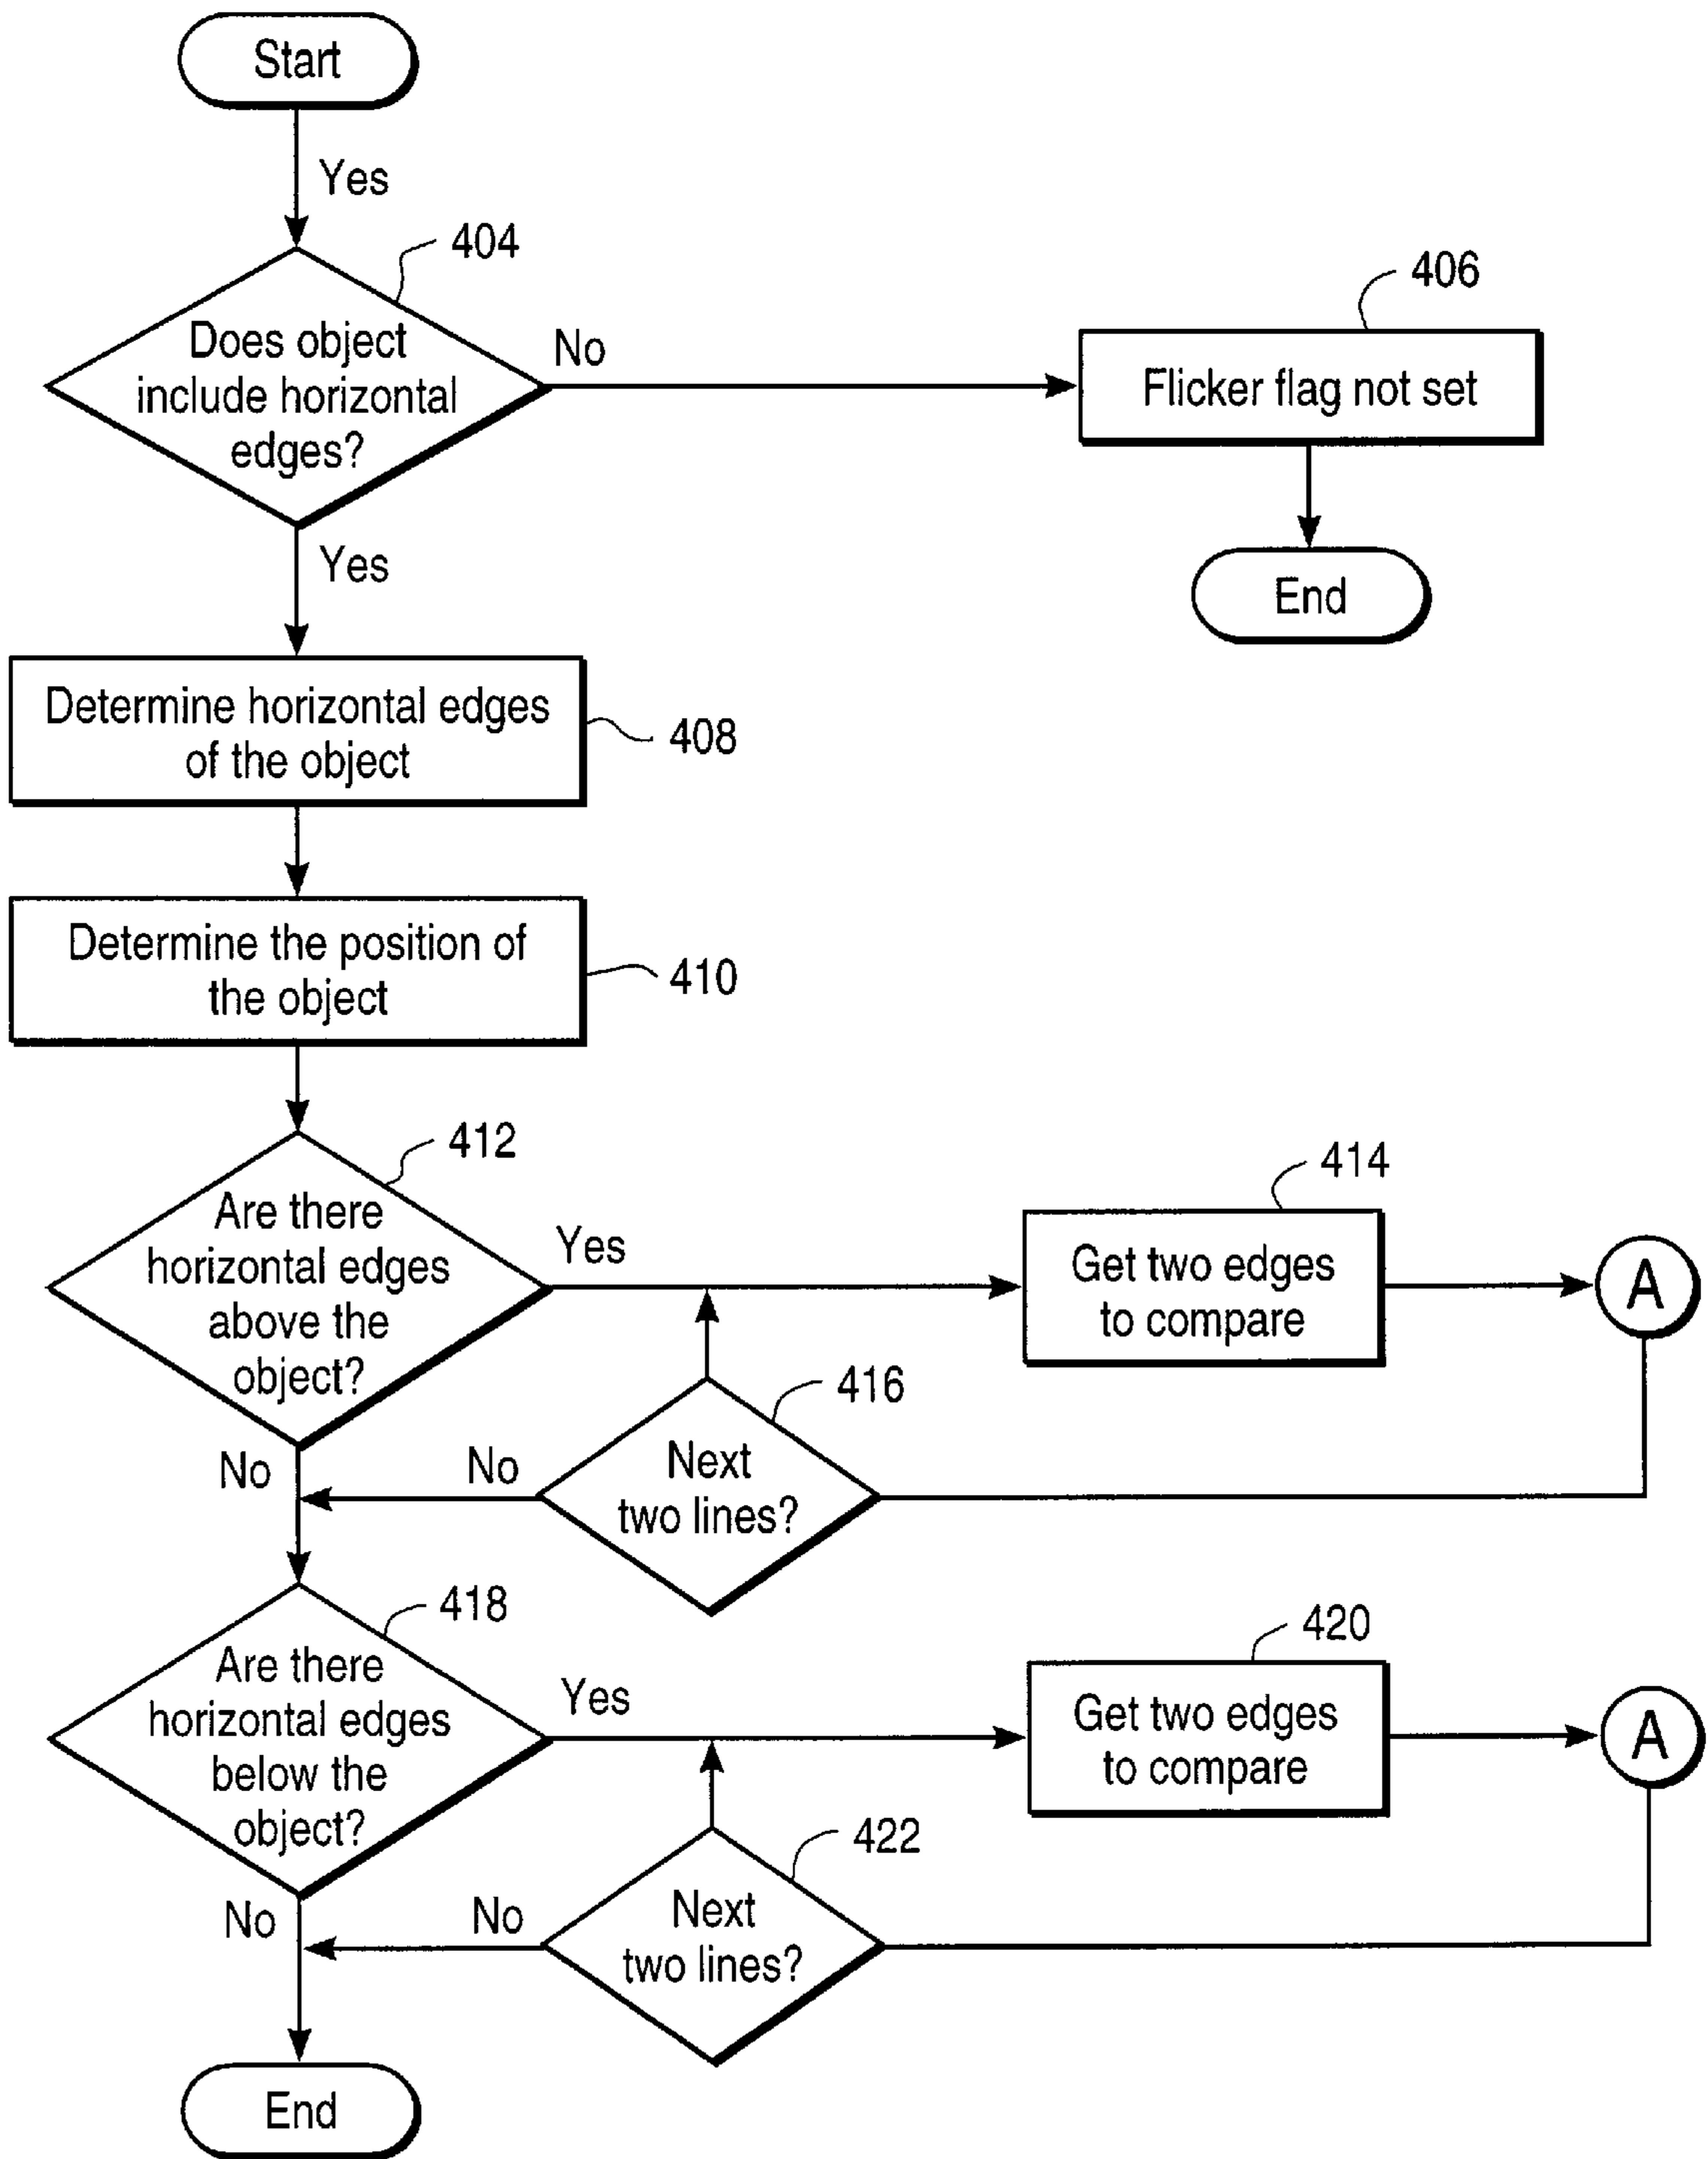 Start
Yes
404
Does object
include horizontal
edges?
No
406
Flicker flag not set
End
Yes
Determine horizontal edges
of the object
408
Determine the position of
the object
410
412
Are there
horizontal edges
above the
object?
Yes
414
Get two edges
to compare
A
No
416
Next
two lines?
No
418
Are there
horizontal edges
below the
object?
Yes
420
Get two edges
to compare
A
No
422
Next
two lines?
No
End